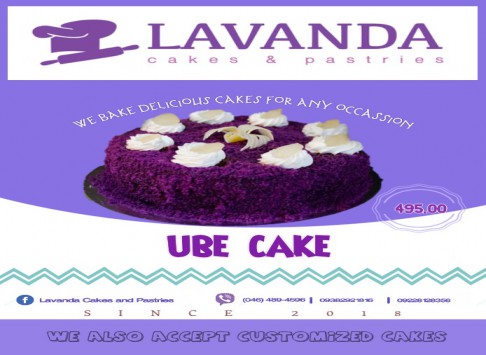 LAVANDA
cakes & pastries
WE BAKE DELICIOUS CAKES FOR ANY OCCASSION
495.00
UBE CAKE
Lavanda Cakes and Pastries (046) 489-4596 | 09382921816 | 09228128356
SINCE 2018
WE ALSO ACCEPT CUSTOMIZED CAKES